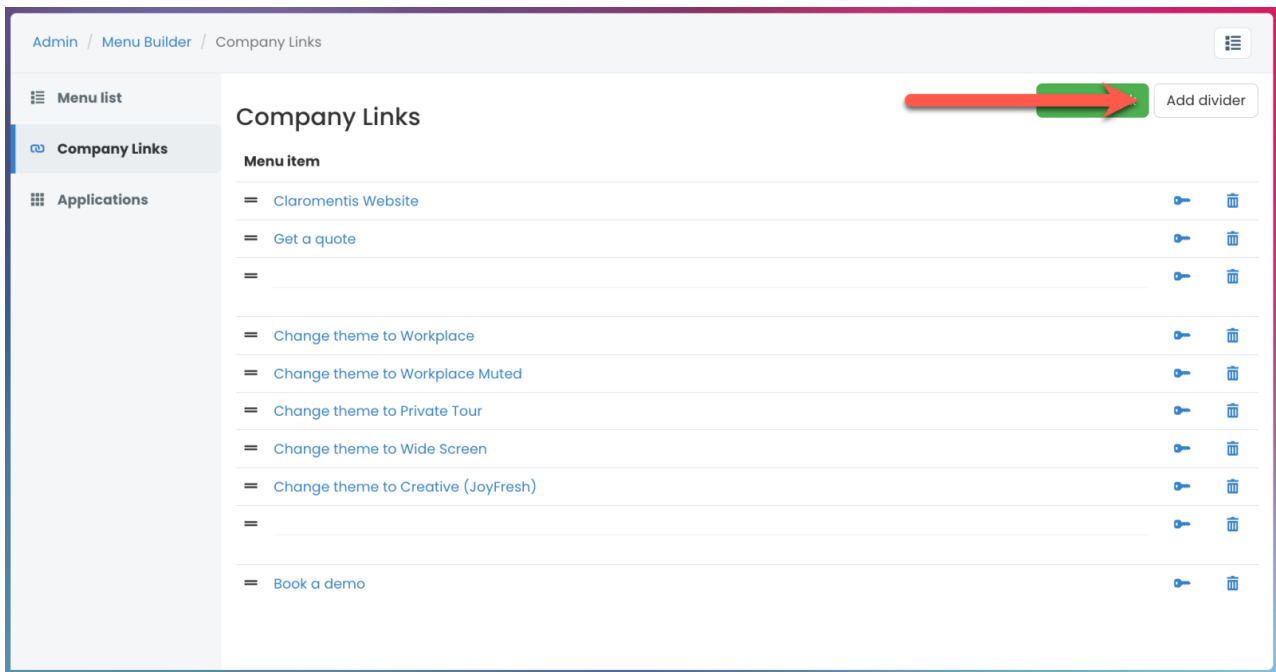 Admin / Menu Builder / Company Links
Menu list
Company Links
Applications
Add divider
Company Links
Menu item
Claromentis Website
Get a quote
Change theme to Workplace
Change theme to Workplace Muted
Change theme to Private Tour
Change theme to Wide Screen
Change theme to Creative (JoyFresh)
Book a demo